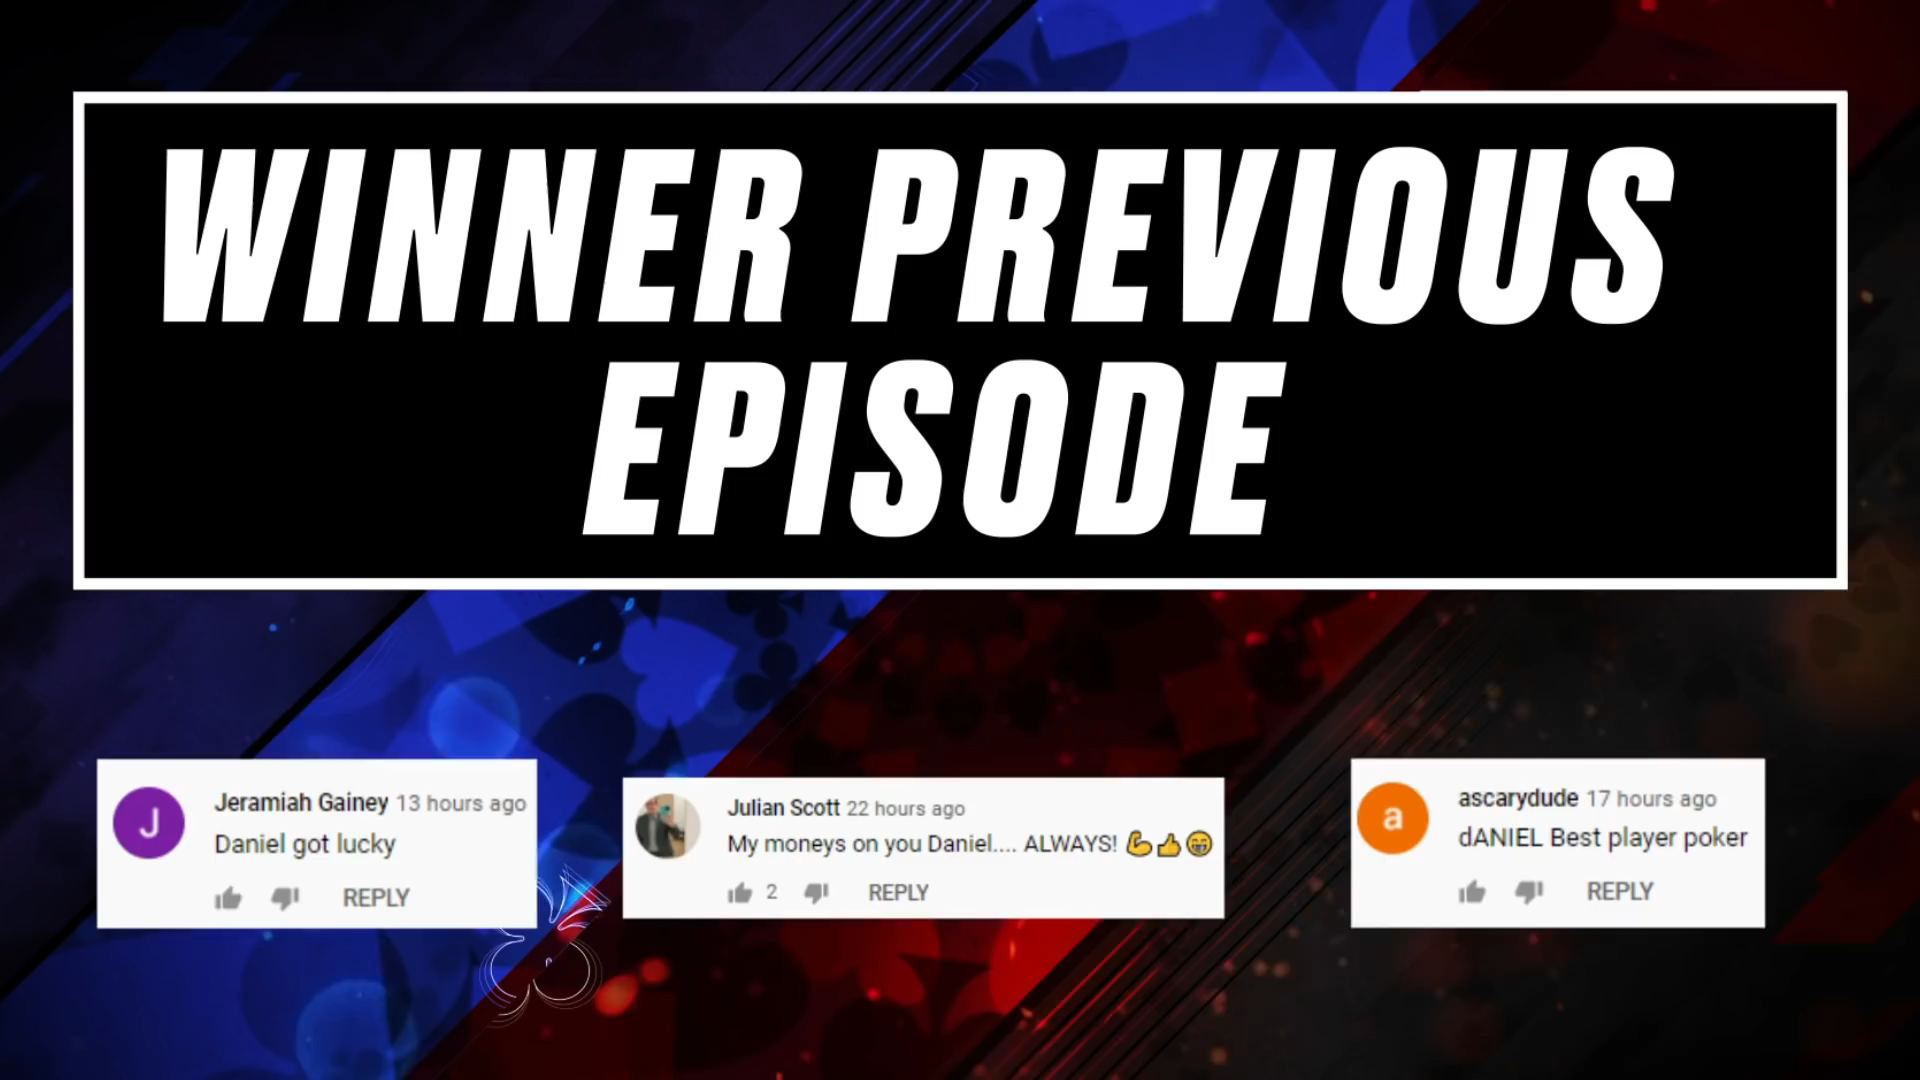 WINNER PREVIOUS
EPISODE
J
Jeramiah Gainey 13 hours ago
Daniel got lucky
REPLY
Julian Scott 22 hours ago
My moneys on you Daniel.... ALWAYS! 💪👍😁
2 REPLY
a
ascarydude 17 hours ago
dANIEL Best player poker
REPLY